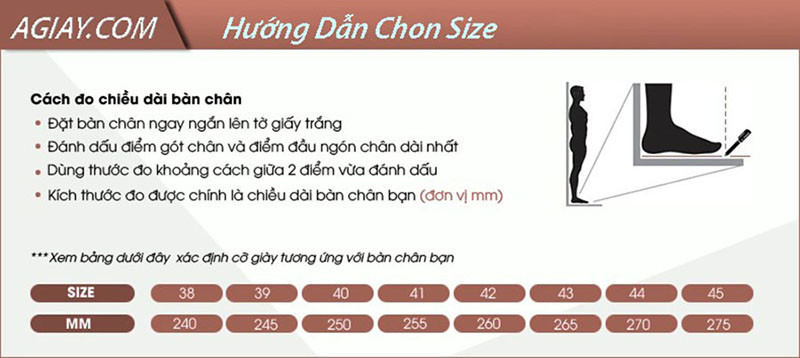 AGIAY.COM
Hướng Dẫn Chon Size
Cách đo chiều dài bàn chân
• Đặt bàn chân ngay ngắn lên tờ giấy trắng
• Đánh dấu điểm gót chân và điểm đầu ngón chân dài nhất
• Dùng thước đo khoảng cách giữa 2 điểm vừa đánh dấu
• Kích thước đo được chính là chiều dài bàn chân bạn (đơn vị mm)
***Xem bảng dưới đây xác định cỡ giày tương ứng với bàn chân bạn
SIZE 38 39 40 41 42 43 44 45
MM 240 245 250 255 260 265 270 275